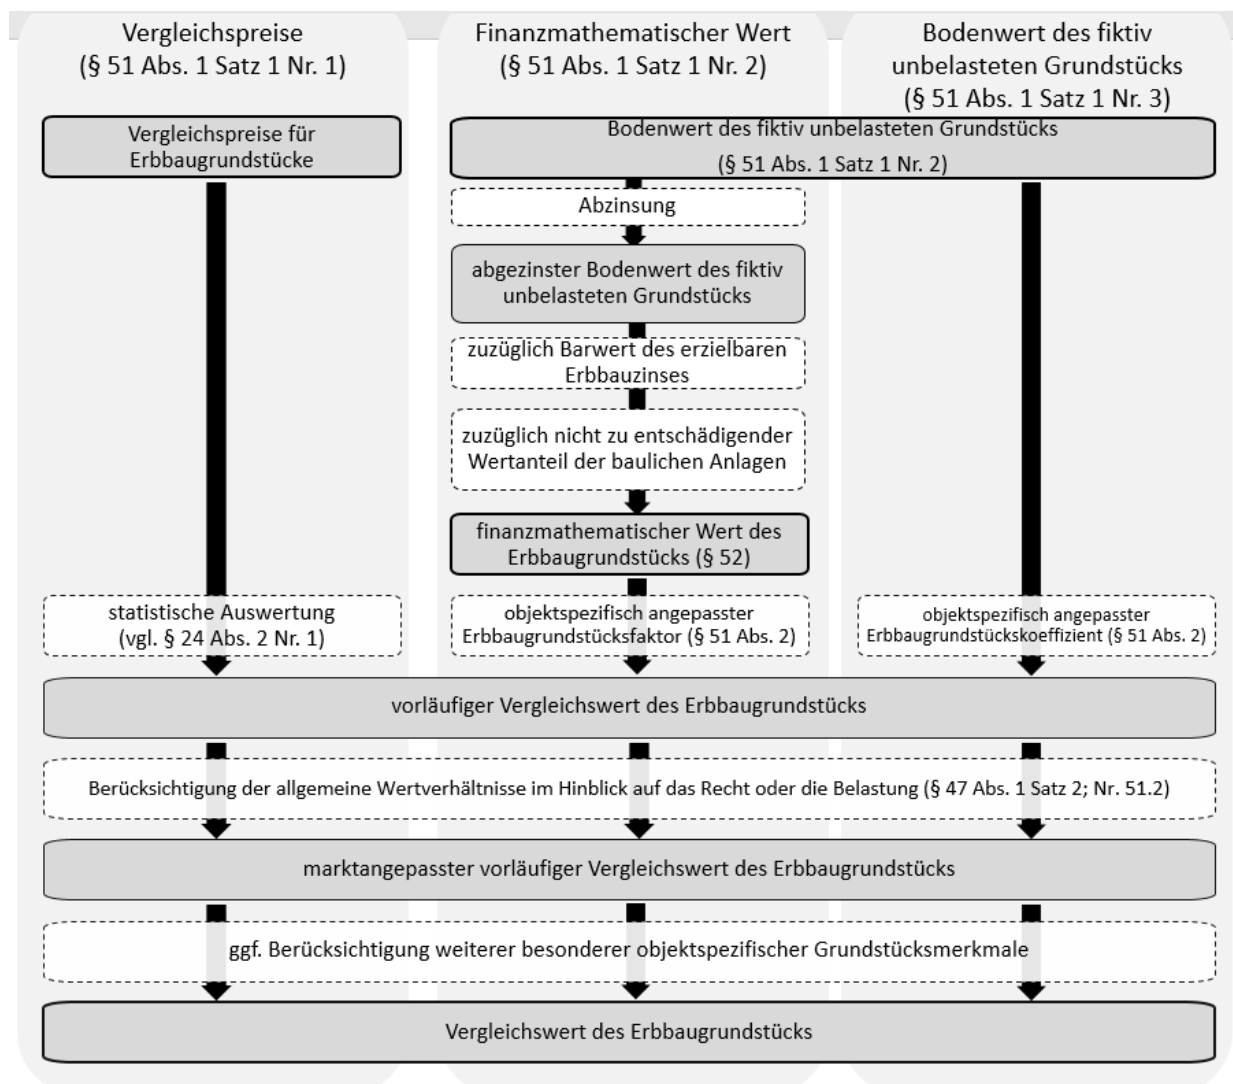 Vergleichspreise
(§ 51 Abs. 1 Satz 1 Nr. 1)
Finanzmathematischer Wert
(§ 51 Abs. 1 Satz 1 Nr. 2)
Bodenwert des fiktiv
unbelasteten Grundstücks
(§ 51 Abs. 1 Satz 1 Nr. 3)
Vergleichspreise für
Erbbaugrundstücke
Bodenwert des fiktiv unbelasteten Grundstücks
(§ 51 Abs. 1 Satz 1 Nr. 2)
Abzinsung
abgezinster Bodenwert des fiktiv
unbelasteten Grundstücks
zuzüglich Barwert des erzielbaren
Erbbauzinses
zuzüglich nicht zu entschädigender
Wertanteil der baulichen Anlagen
finanzmathematischer Wert des
Erbbaugrundstücks (§ 52)
statistische Auswertung
(vgl. § 24 Abs. 2 Nr. 1)
objektspezifisch angepasster
Erbbaugrundstücksfaktor (§ 51 Abs. 2)
objektspezifisch angepasster
Erbbaugrundstückskoeffizient (§ 51 Abs. 2)
vorläufiger Vergleichswert des Erbbaugrundstücks
Berücksichtigung der allgemeine Wertverhältnisse im Hinblick auf das Recht oder die Belastung (§ 47 Abs. 1 Satz 2; Nr. 51.2)
marktangepasster vorläufiger Vergleichswert des Erbbaugrundstücks
ggf. Berücksichtigung weiterer besonderer objektspezifischer Grundstücksmerkmale
Vergleichswert des Erbbaugrundstücks